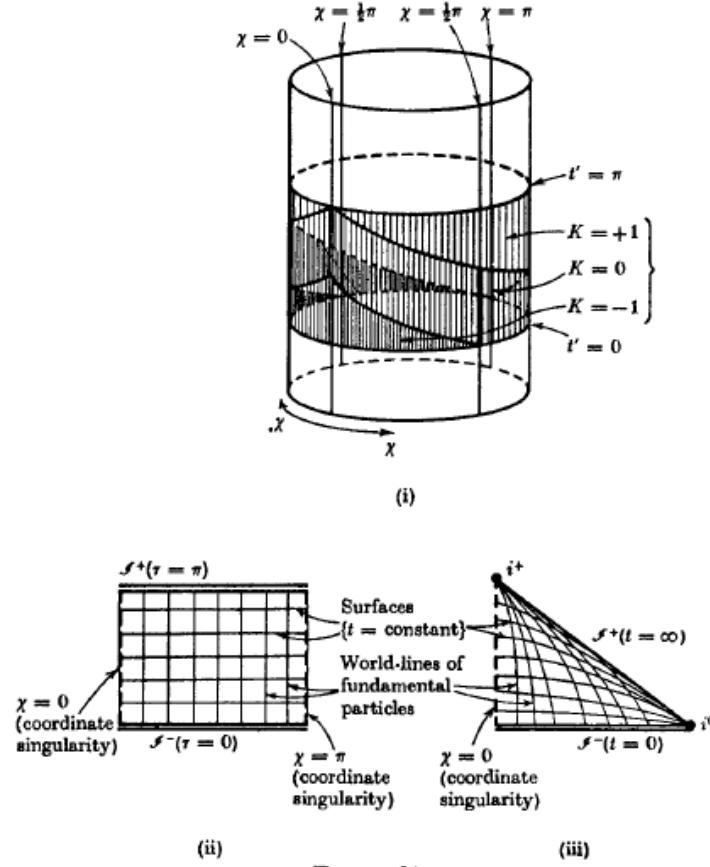 χ = ½π χ = ½π χ = π
χ = 0
t′ = π
K = +1
K = 0
K = −1
t′ = 0
.χ
χ
(i)
𝓘⁺(τ = π)
Surfaces
{t = constant}
World-lines of
fundamental
particles
χ = 0
(coordinate
singularity)
𝓘⁻(τ = 0)
χ = π
(coordinate
singularity)
(ii)
i⁺
𝓘⁺(t = ∞)
i⁰
𝓘⁻(t = 0)
χ = 0
(coordinate
singularity)
(iii)